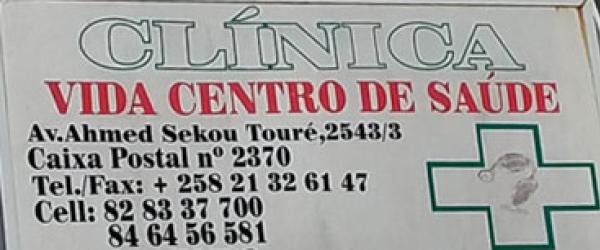 CLÍNICA
VIDA CENTRO DE SAÚDE
Av.Ahmed Sekou Touré,2543/3
Caixa Postal nº 2370
Tel./Fax: + 258 21 32 61 47
Cell: 82 83 37 700
84 64 56 581